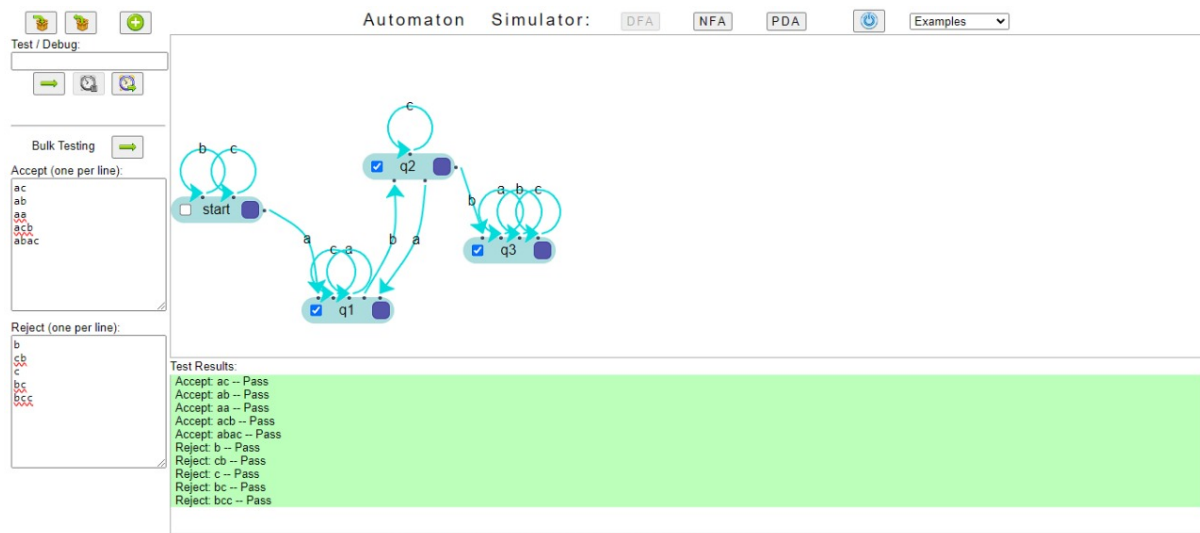 Automaton Simulator: DFA NFA PDA Examples
Test / Debug:
Bulk Testing
Accept (one per line):
ac
ab
aa
acb
abac
Reject (one per line):
b
cb
c
bc
bcc
c
q2
b c
start
b
a b c
q3
a
c a
b a
q1
Test Results:
Accept: ac -- Pass
Accept: ab -- Pass
Accept: aa -- Pass
Accept: acb -- Pass
Accept: abac -- Pass
Reject: b -- Pass
Reject: cb -- Pass
Reject: c -- Pass
Reject: bc -- Pass
Reject: bcc -- Pass